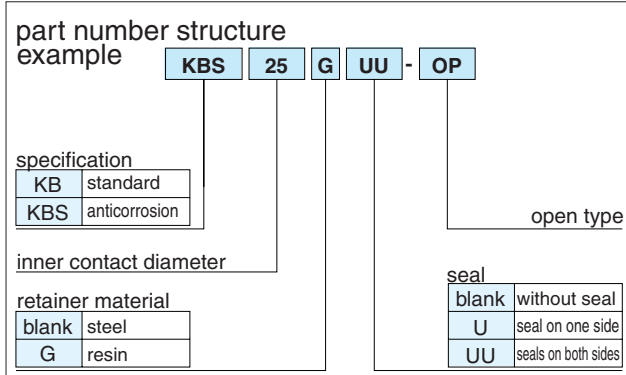 part number structure
example
KBS 25 G UU - OP
specification
KB standard
KBS anticorrosion
open type
inner contact diameter
seal
blank without seal
U seal on one side
UU seals on both sides
retainer material
blank steel
G resin